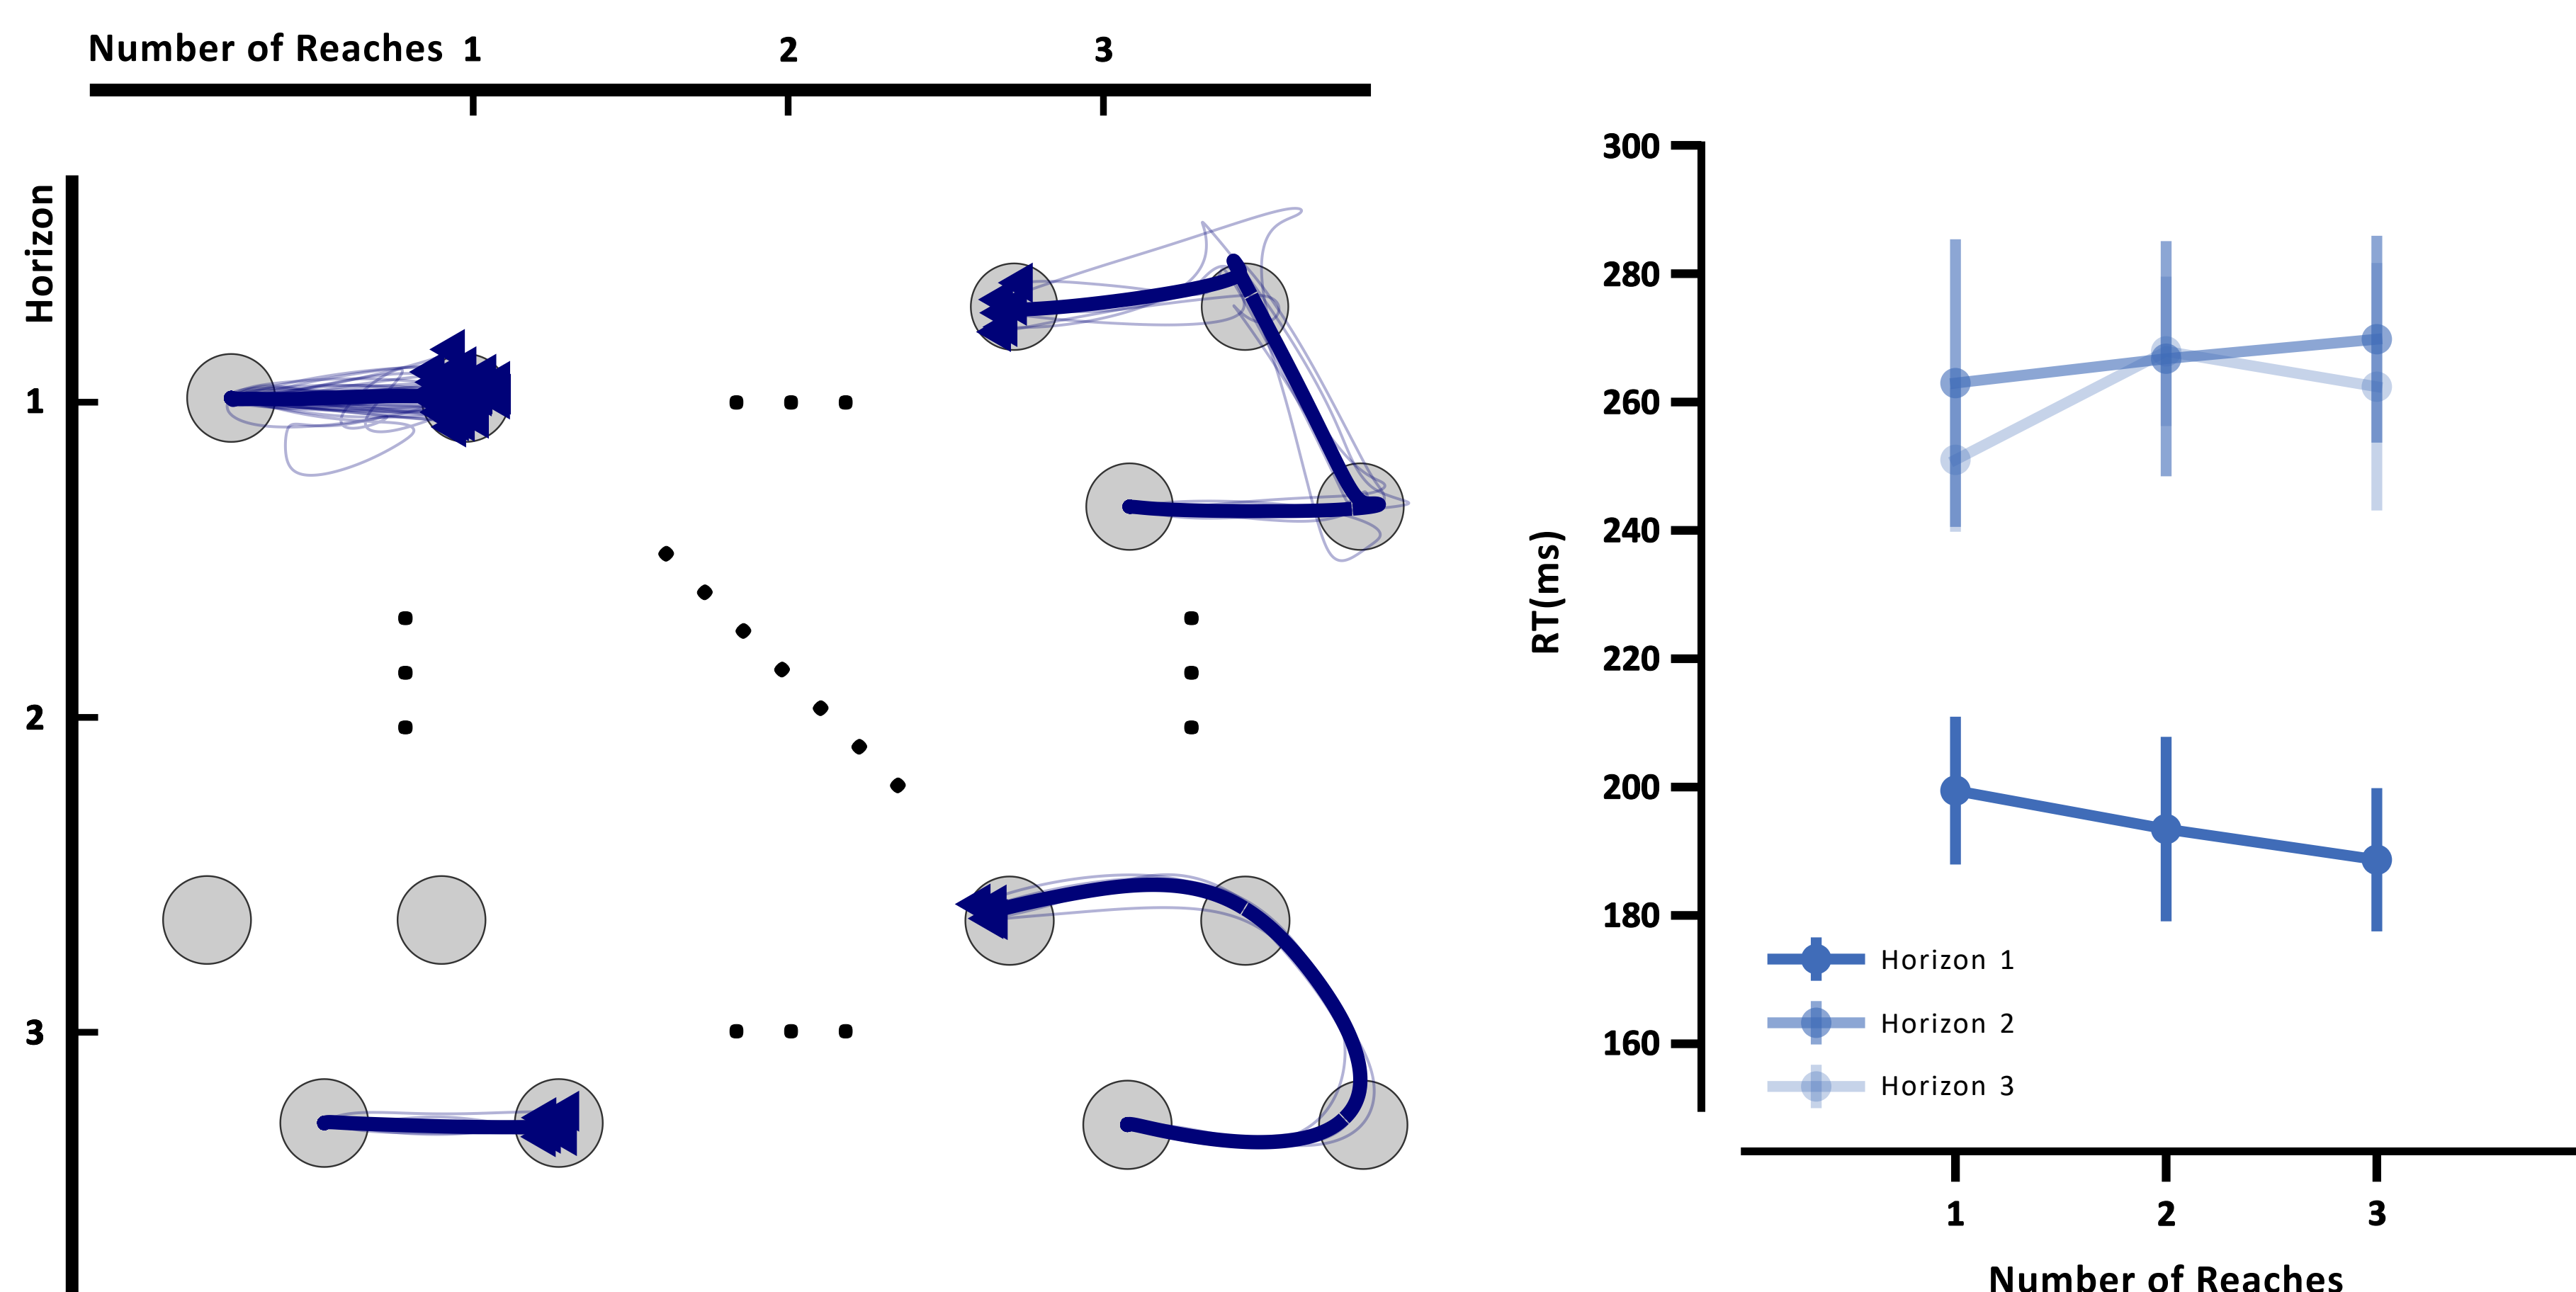 Number of Reaches 1 2 3
Horizon
1
2
3
RT(ms)
300
280
260
240
220
200
180
160
Horizon 1
Horizon 2
Horizon 3
1 2 3
Number of Reaches